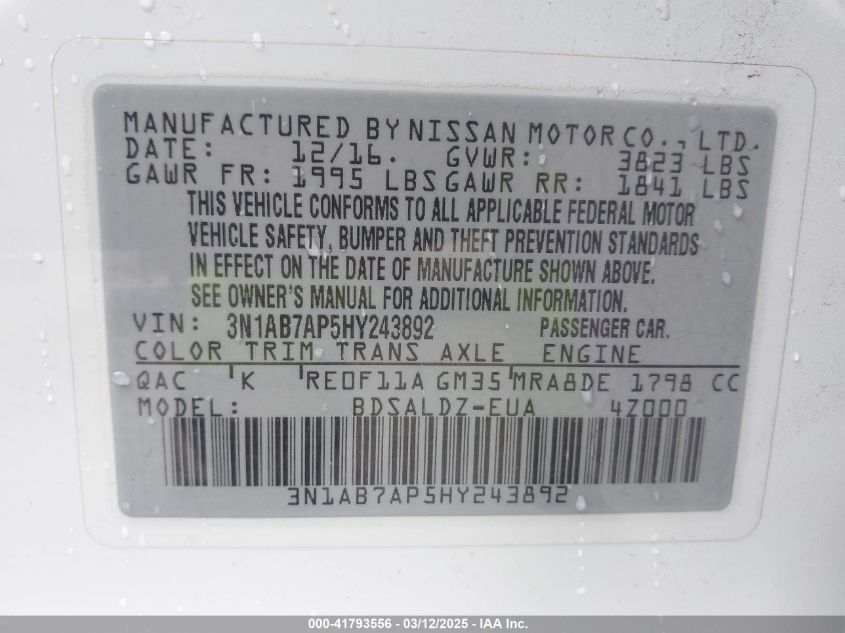 MANUFACTURED BY NISSAN MOTOR CO., LTD.
DATE: 12/16. GVWR: 3823 LBS
GAWR FR: 1995 LBS GAWR RR: 1841 LBS
THIS VEHICLE CONFORMS TO ALL APPLICABLE FEDERAL MOTOR
VEHICLE SAFETY, BUMPER AND THEFT PREVENTION STANDARDS
IN EFFECT ON THE DATE OF MANUFACTURE SHOWN ABOVE.
SEE OWNER'S MANUAL FOR ADDITIONAL INFORMATION.
VIN: 3N1AB7AP5HY243892 PASSENGER CAR.
COLOR TRIM TRANS AXLE ENGINE
QAC K RE0F11A GM35 MRA8DE 1798 CC
MODEL: BDSALDZ-EUA 4Z000
3N1AB7AP5HY243892
000-41793556 - 03/12/2025 - IAA Inc.